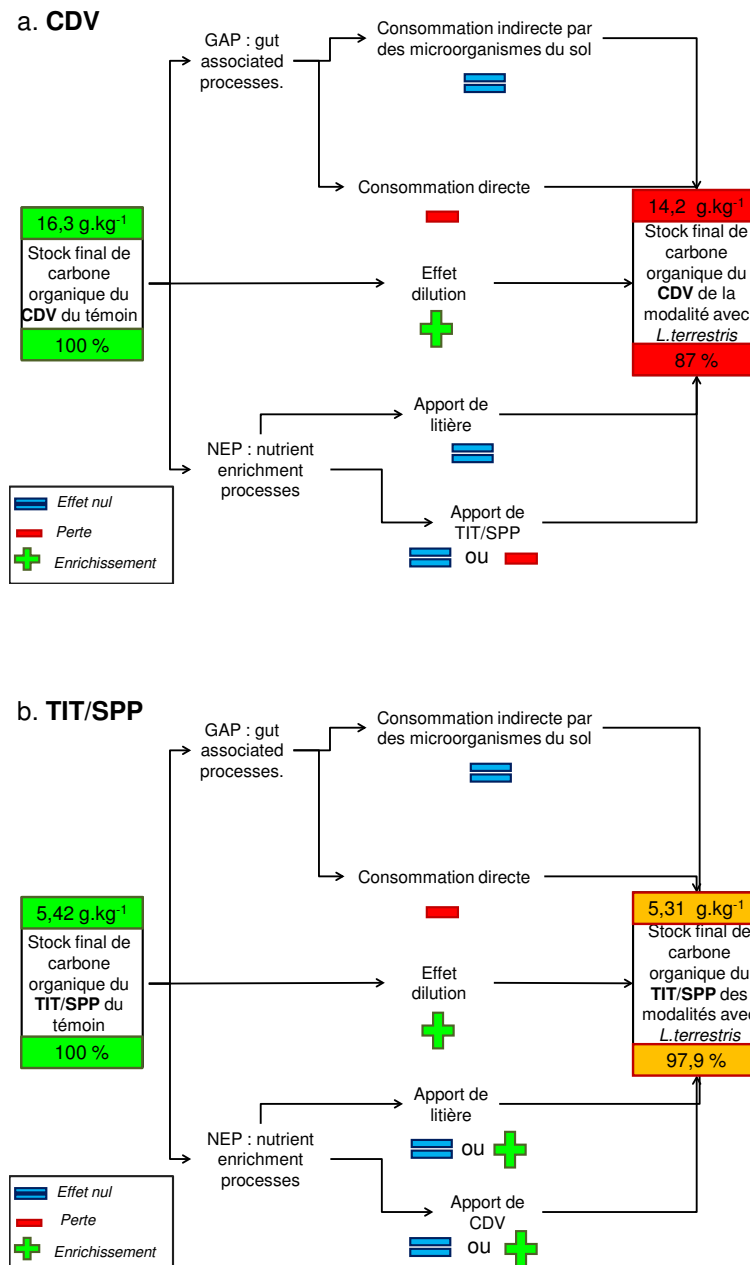 a. CDV
GAP : gut
associated
processes.
Consommation indirecte par
des microorganismes du sol
Consommation directe
16,3 g.kg⁻¹
Stock final de
carbone
organique du
CDV du témoin
100 %
Effet
dilution
14,2 g.kg⁻¹
Stock final de
carbone
organique du
CDV de la
modalité avec
L.terrestris
87 %
NEP : nutrient
enrichment
processes
Apport de
litière
Apport de
TIT/SPP
ou
Effet nul
Perte
Enrichissement
b. TIT/SPP
GAP : gut
associated
processes.
Consommation indirecte par
des microorganismes du sol
Consommation directe
5,42 g.kg⁻¹
Stock final de
carbone
organique du
TIT/SPP du
témoin
100 %
Effet
dilution
5,31 g.kg⁻¹
Stock final de
carbone
organique du
TIT/SPP des
modalités avec
L.terrestris
97,9 %
NEP : nutrient
enrichment
processes
Apport de
litière
ou
Apport de
CDV
ou
Effet nul
Perte
Enrichissement